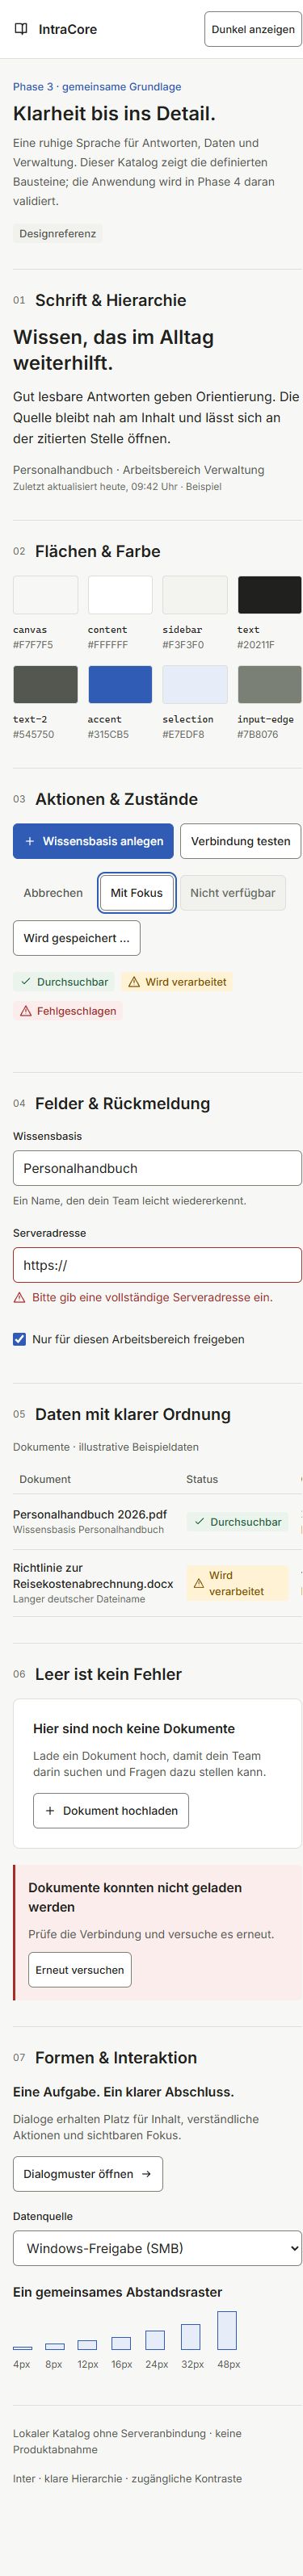 IntraCore
Dunkel anzeigen
Phase 3 · gemeinsame Grundlage
Klarheit bis ins Detail.
Eine ruhige Sprache für Antworten, Daten und
Verwaltung. Dieser Katalog zeigt die definierten
Bausteine; die Anwendung wird in Phase 4 daran
validiert.
Designreferenz
01 Schrift & Hierarchie
Wissen, das im Alltag
weiterhilft.
Gut lesbare Antworten geben Orientierung. Die
Quelle bleibt nah am Inhalt und lässt sich an
der zitierten Stelle öffnen.
Personalhandbuch · Arbeitsbereich Verwaltung
Zuletzt aktualisiert heute, 09:42 Uhr · Beispiel
02 Flächen & Farbe
canvas content sidebar text
#F7F7F5 #FFFFFF #F3F3F0 #20211F
text-2 accent selection input-edge
#545750 #315CB5 #E7EDF8 #7B8076
03 Aktionen & Zustände
Wissensbasis anlegen Verbindung testen
Abbrechen Mit Fokus Nicht verfügbar
Wird gespeichert …
Durchsuchbar Wird verarbeitet
Fehlgeschlagen
04 Felder & Rückmeldung
Wissensbasis
Personalhandbuch
Ein Name, den dein Team leicht wiedererkennt.
Serveradresse
https://
Bitte gib eine vollständige Serveradresse ein.
Nur für diesen Arbeitsbereich freigeben
05 Daten mit klarer Ordnung
Dokumente · illustrative Beispieldaten
Dokument Status
Personalhandbuch 2026.pdf Durchsuchbar
Wissensbasis Personalhandbuch
Richtlinie zur
Reisekostenabrechnung.docx
Langer deutscher Dateiname
Wird
verarbeitet
06 Leer ist kein Fehler
Hier sind noch keine Dokumente
Lade ein Dokument hoch, damit dein Team
darin suchen und Fragen dazu stellen kann.
Dokument hochladen
Dokumente konnten nicht geladen
werden
Prüfe die Verbindung und versuche es erneut.
Erneut versuchen
07 Formen & Interaktion
Eine Aufgabe. Ein klarer Abschluss.
Dialoge erhalten Platz für Inhalt, verständliche
Aktionen und sichtbaren Fokus.
Dialogmuster öffnen →
Datenquelle
Windows-Freigabe (SMB)
Ein gemeinsames Abstandsraster
4px 8px 12px 16px 24px 32px 48px
Lokaler Katalog ohne Serveranbindung · keine
Produktabnahme
Inter · klare Hierarchie · zugängliche Kontraste